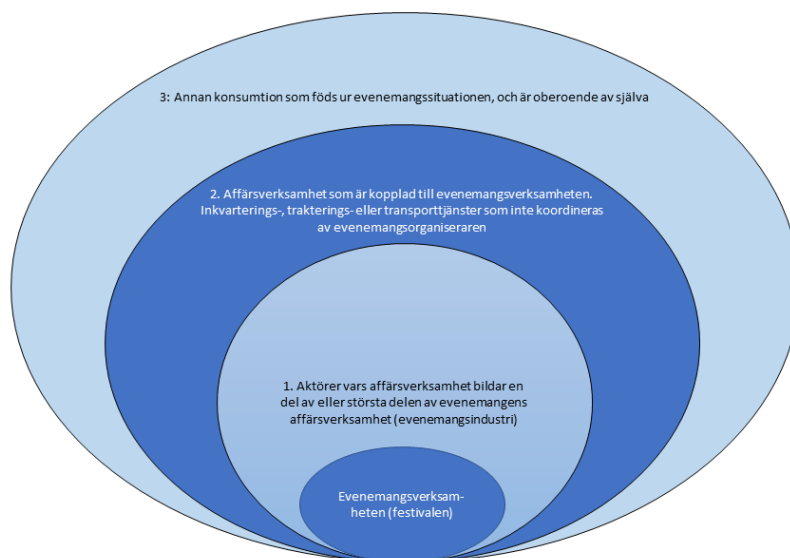 3: Annan konsumtion som föds ur evenemangssituationen, och är oberoende av själva
2. Affärsverksamhet som är kopplad till evenemangsverksamheten.
Inkvarterings-, trakterings- eller transporttjänster som inte koordineras
av evenemangsorganiseraren
1. Aktörer vars affärsverksamhet bildar en
del av eller största delen av evenemangens
affärsverksamhet (evenemangsindustri)
Evenemangsverksam-
heten (festivalen)